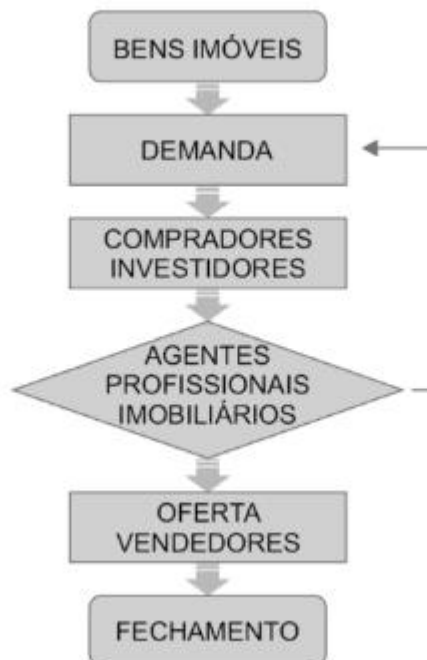 BENS IMÓVEIS
DEMANDA
COMPRADORES
INVESTIDORES
AGENTES
PROFISSIONAIS
IMOBILIÁRIOS
OFERTA
VENDEDORES
FECHAMENTO